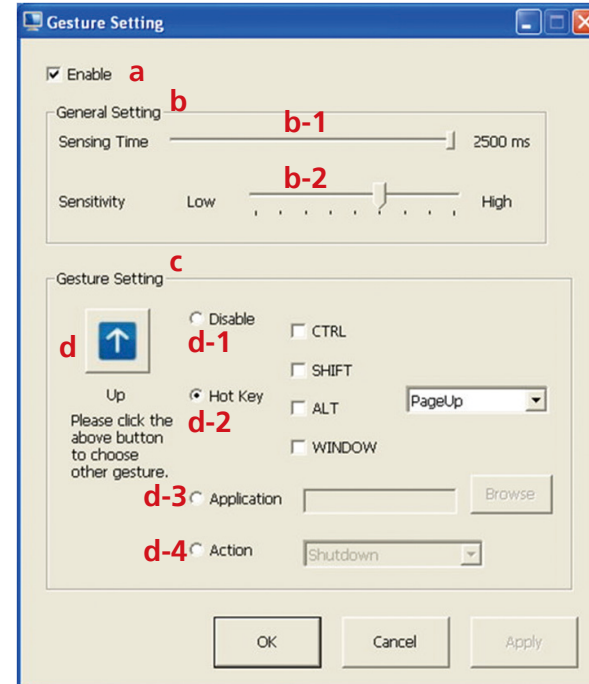 Gesture Setting
Enable a
General Setting b
b-1
Sensing Time 2500 ms
b-2
Sensitivity Low High
c
Gesture Setting
Disable
d d-1 CTRL
SHIFT
Up Hot Key
ALT PageUp
Please click the d-2
above button
to choose WINDOW
other gesture.
d-3 Application Browse
d-4 Action Shutdown
OK Cancel Apply